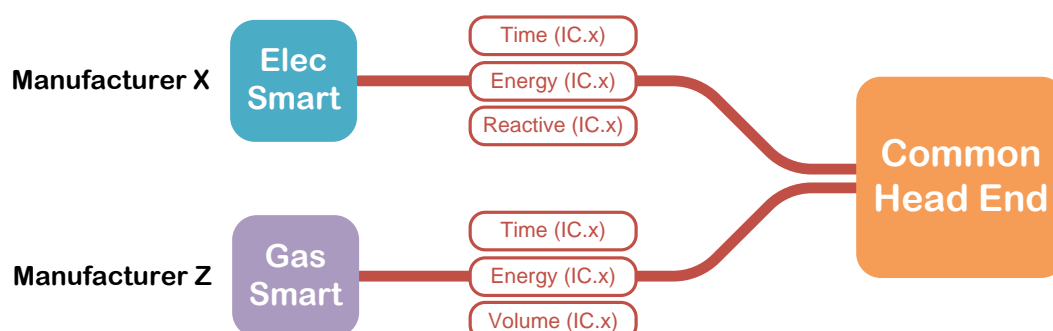 Manufacturer X
Elec
Smart
Time (IC.x)
Energy (IC.x)
Reactive (IC.x)
Common
Head End
Manufacturer Z
Gas
Smart
Time (IC.x)
Energy (IC.x)
Volume (IC.x)